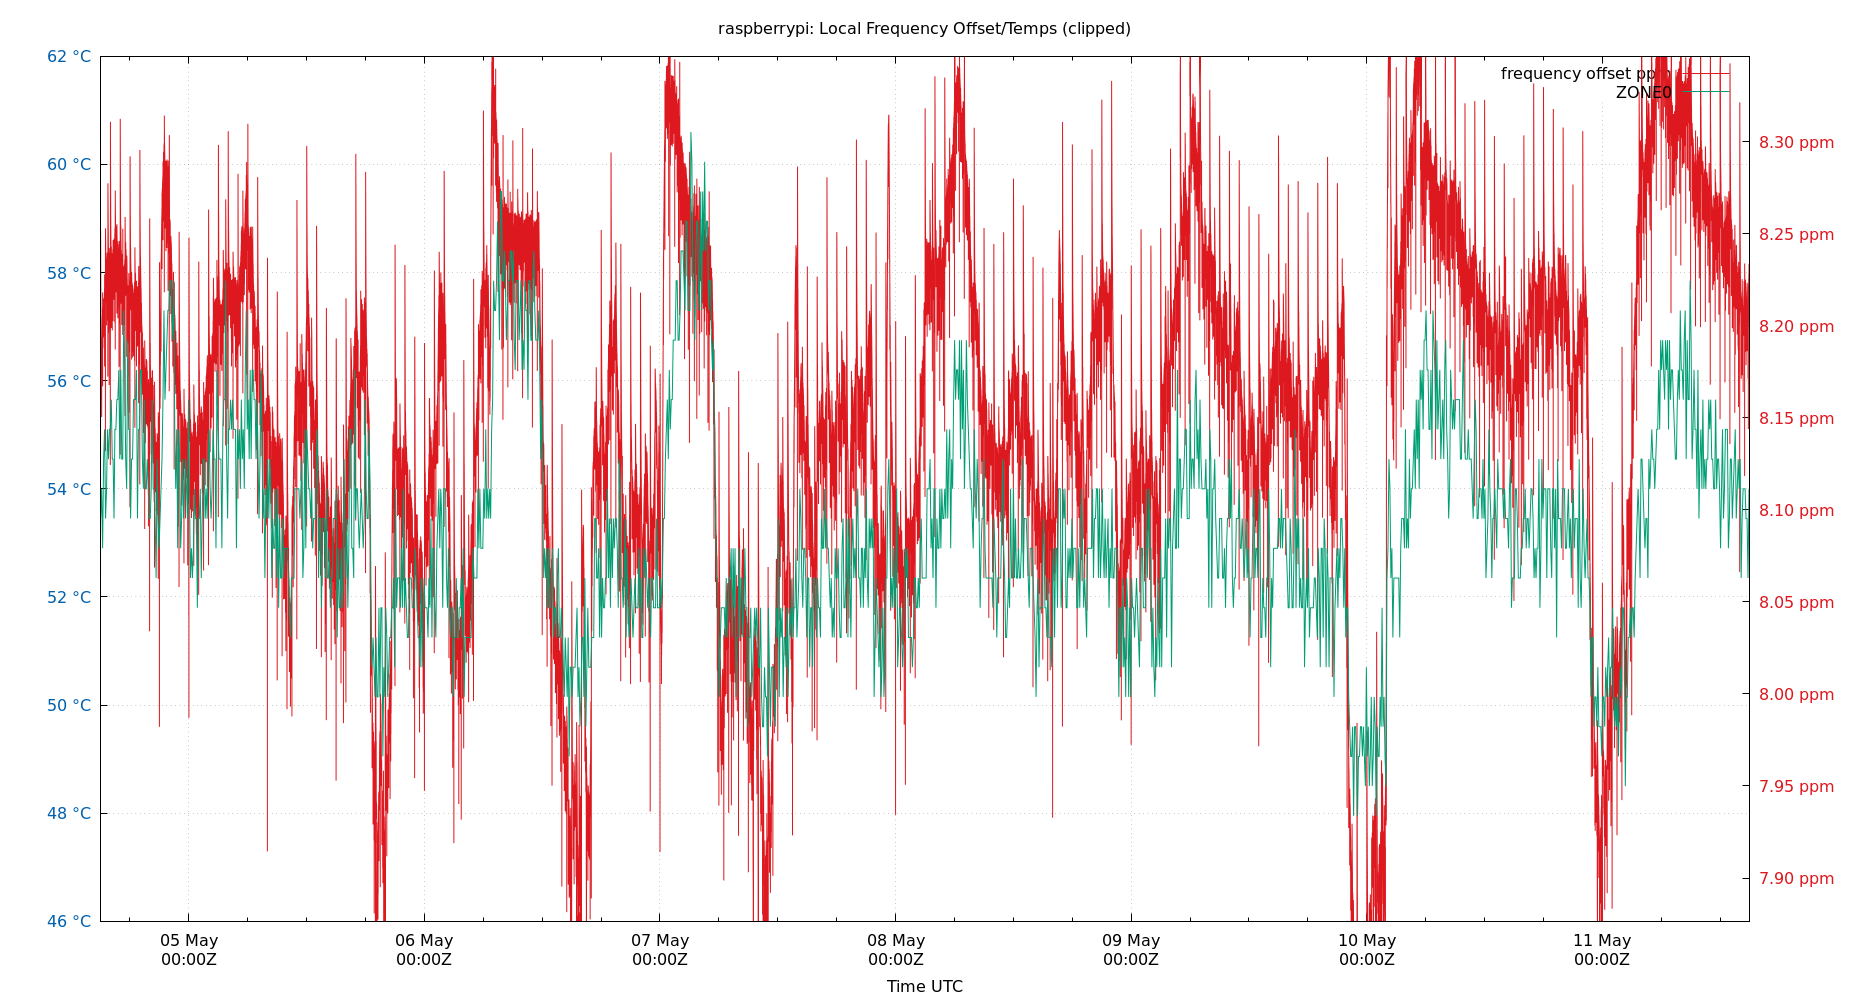 raspberrypi: Local Frequency Offset/Temps (clipped)
62 °C
60 °C
58 °C
56 °C
54 °C
52 °C
50 °C
48 °C
46 °C
frequency offset ppm
ZONE0
8.30 ppm
8.25 ppm
8.20 ppm
8.15 ppm
8.10 ppm
8.05 ppm
8.00 ppm
7.95 ppm
7.90 ppm
05 May 06 May 07 May 08 May 09 May 10 May 11 May
00:00Z 00:00Z 00:00Z 00:00Z 00:00Z 00:00Z 00:00Z
Time UTC